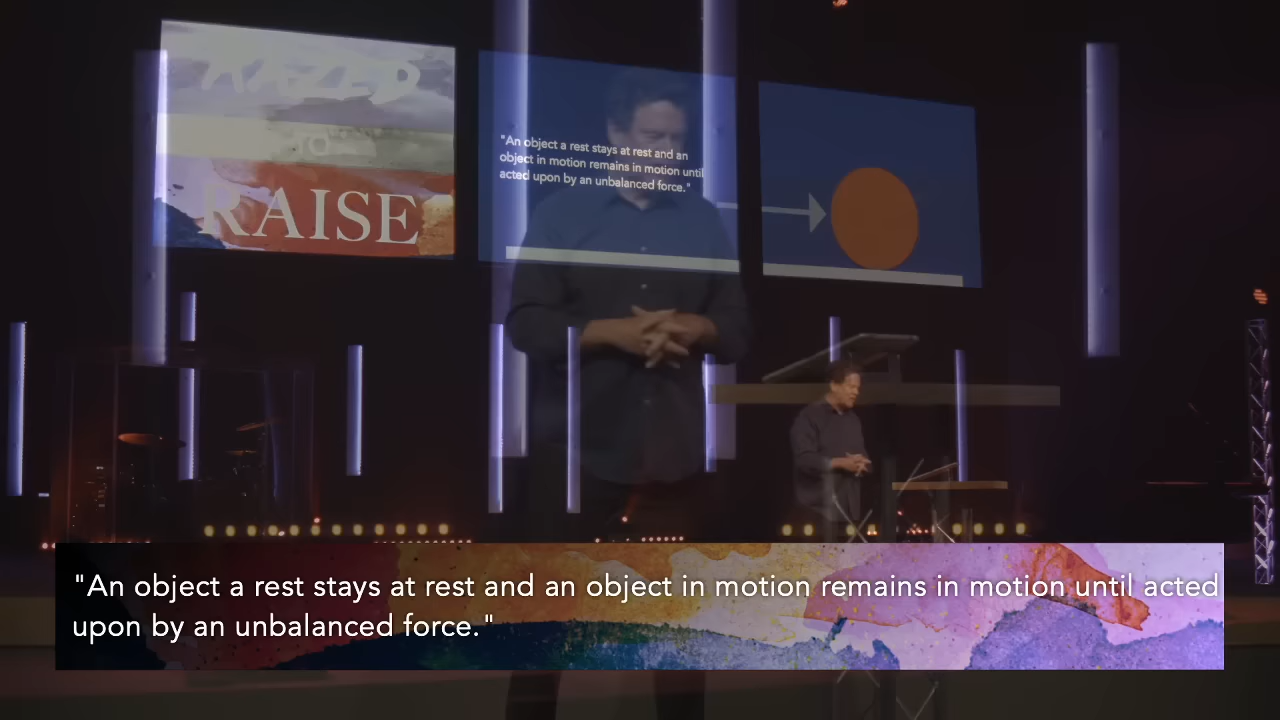 RAZED
TO
RAISE
"An object a rest stays at rest and an
object in motion remains in motion until
acted upon by an unbalanced force."
"An object a rest stays at rest and an object in motion remains in motion until acted
upon by an unbalanced force."